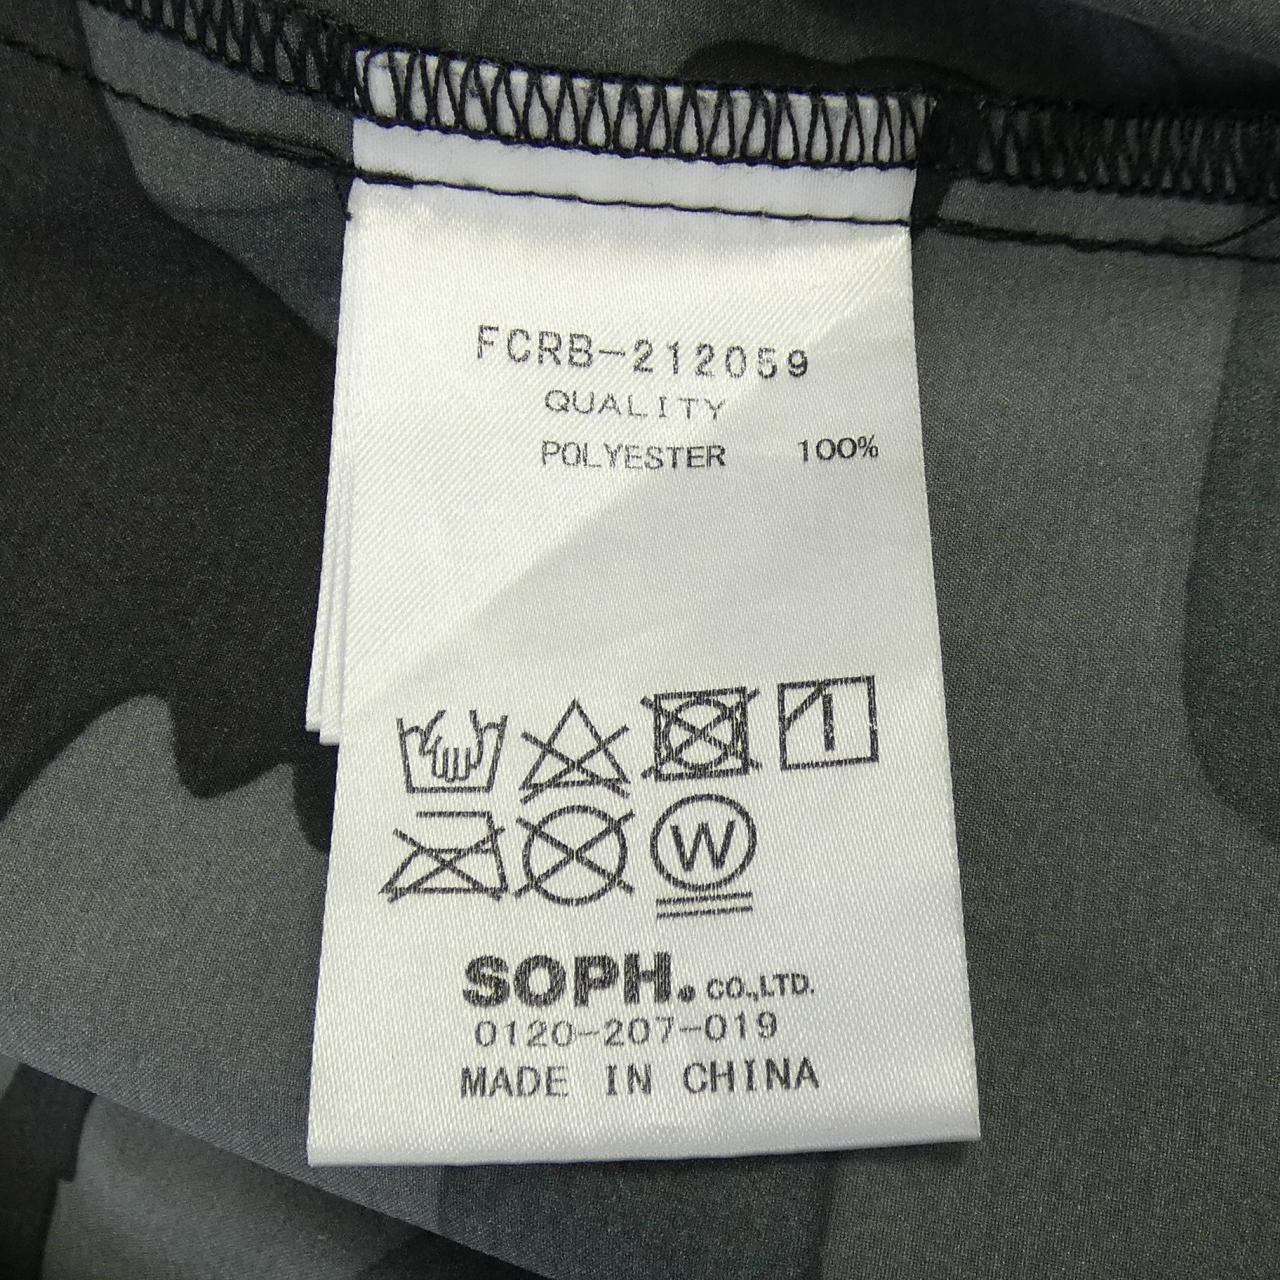 FCRB-212059
QUALITY
POLYESTER 100%
W
SOPH. CO.,LTD.
0120-207-019
MADE IN CHINA